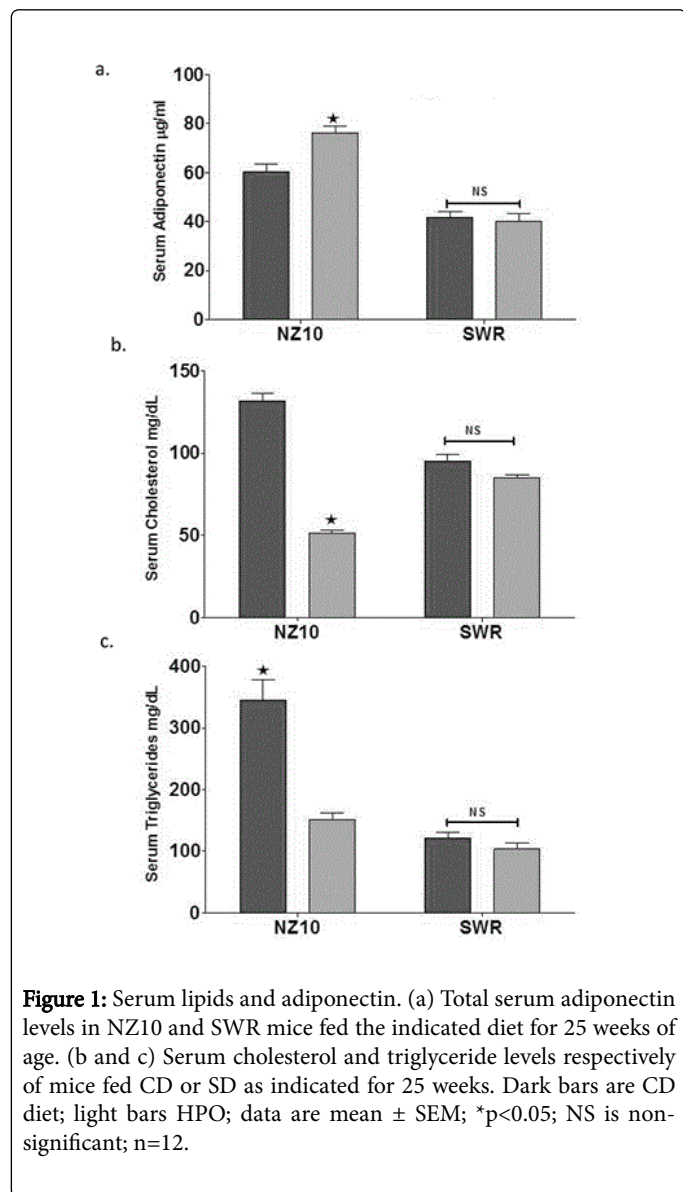 a.
100
80
60
40
20
0
Serum Adiponectin µg/ml
★
NS
NZ10
SWR
b.
150
100
50
0
Serum Cholesterol mg/dL
★
NS
NZ10
SWR
c.
400
300
200
100
0
Serum Triglycerides mg/dL
★
NS
NZ10
SWR
Figure 1: Serum lipids and adiponectin. (a) Total serum adiponectin
levels in NZ10 and SWR mice fed the indicated diet for 25 weeks of
age. (b and c) Serum cholesterol and triglyceride levels respectively
of mice fed CD or SD as indicated for 25 weeks. Dark bars are CD
diet; light bars HPO; data are mean ± SEM; *p<0.05; NS is non-
significant; n=12.